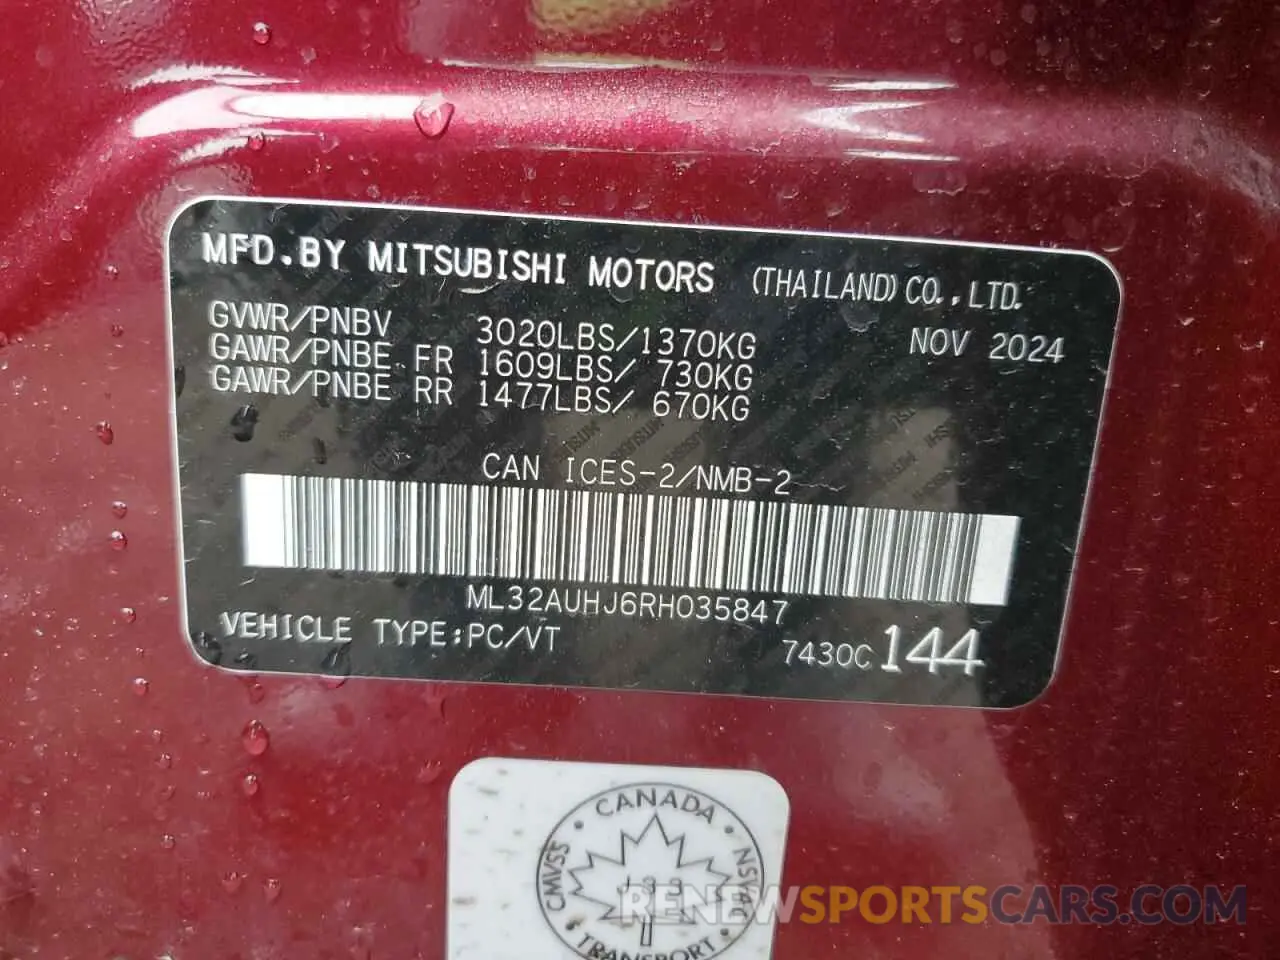 MFD.BY MITSUBISHI MOTORS (THAILAND) CO.,LTD.
GVWR/PNBV 3020LBS/1370KG NOV 2024
GAWR/PNBE FR 1609LBS/ 730KG
GAWR/PNBE RR 1477LBS/ 670KG
CAN ICES-2/NMB-2
ML32AUHJ6RH035847
VEHICLE TYPE:PC/VT 7430C144
CANADA
CMVSS
NSVAC
TRANSPORT
RENEWSPORTSCARS.COM